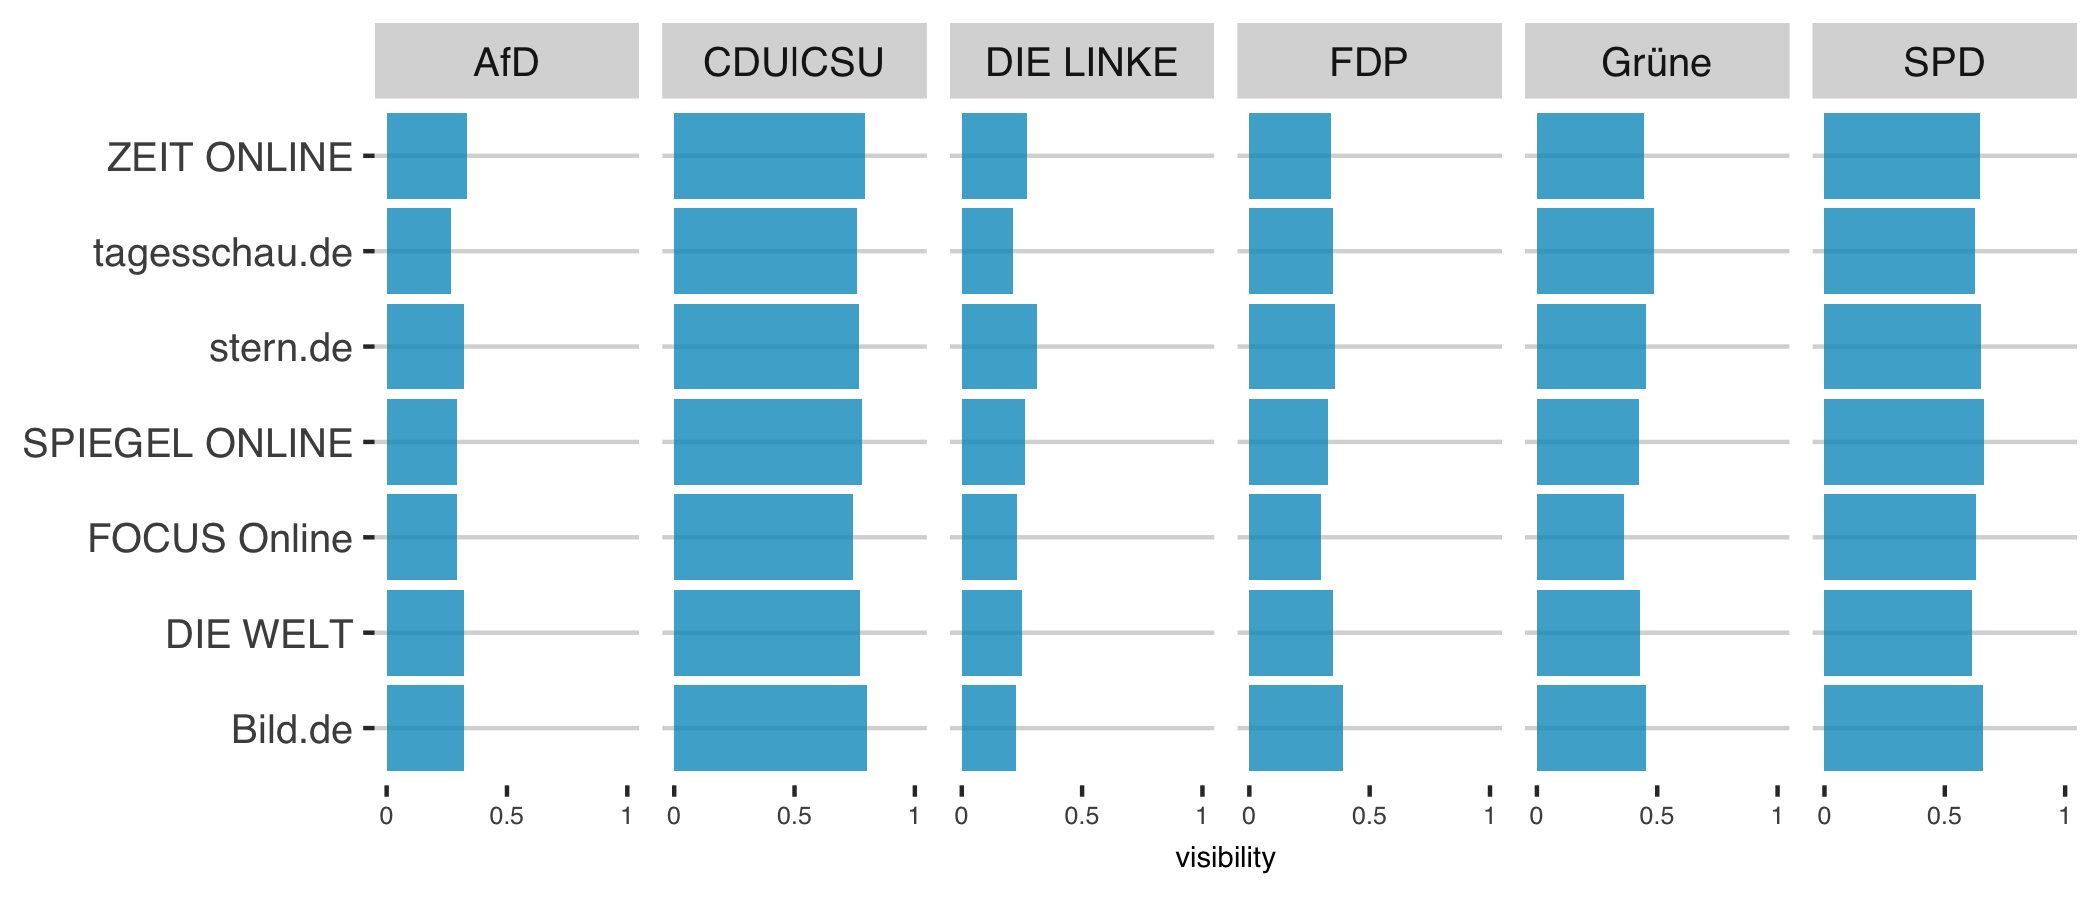 AfD CDU|CSU DIE LINKE FDP Grüne SPD
ZEIT ONLINE
tagesschau.de
stern.de
SPIEGEL ONLINE
FOCUS Online
DIE WELT
Bild.de
0 0.5 1 0 0.5 1 0 0.5 1 0 0.5 1 0 0.5 1 0 0.5 1
visibility